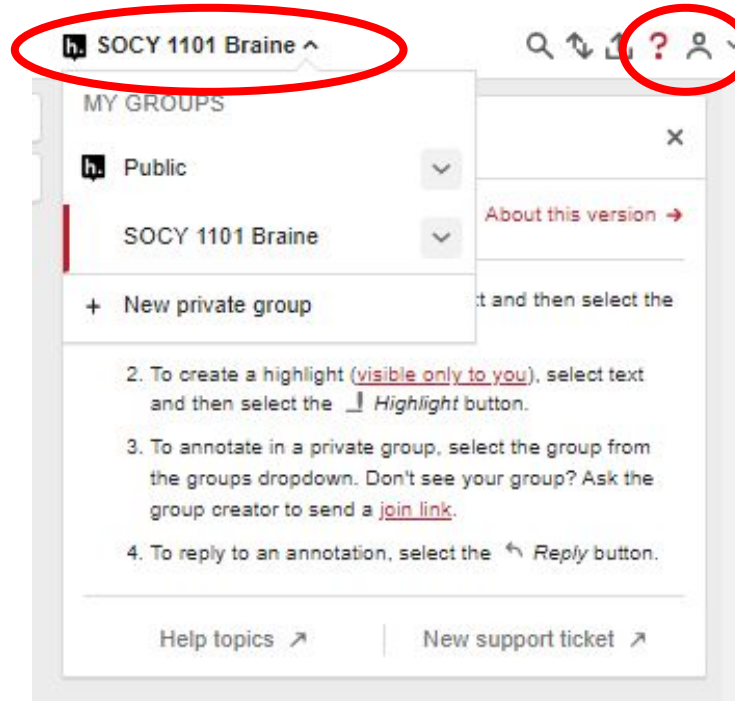 h. SOCY 1101 Braine
?
MY GROUPS
h. Public
About this version →
SOCY 1101 Braine
+ New private group
t and then select the
2. To create a highlight (visible only to you), select text
and then select the Highlight button.
3. To annotate in a private group, select the group from
the groups dropdown. Don't see your group? Ask the
group creator to send a join link.
4. To reply to an annotation, select the Reply button.
Help topics ↗
New support ticket ↗